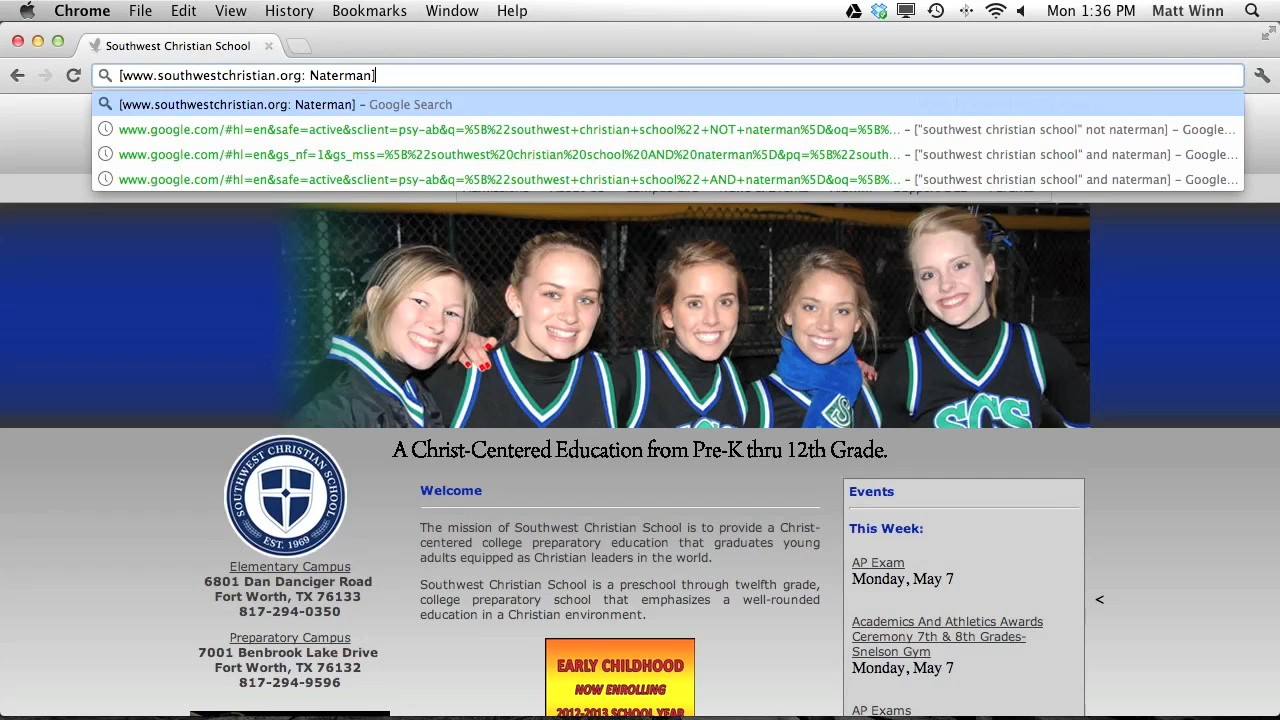 Chrome File Edit View History Bookmarks Window Help Mon 1:36 PM Matt Winn
Southwest Christian School
[www.southwestchristian.org: Naterman]
[www.southwestchristian.org: Naterman] – Google Search
www.google.com/#hl=en&safe=active&sclient=psy-ab&q=%5B%22southwest+christian+school%22+NOT+naterman%5D&oq=%5B%... – ["southwest christian school" not naterman] – Google...
www.google.com/#hl=en&gs_nf=1&gs_mss=%5B%22southwest%20christian%20school%20AND%20naterman%5D&pq=%5B%22south... – ["southwest christian school" and naterman] – Google...
www.google.com/#hl=en&safe=active&sclient=psy-ab&q=%5B%22southwest+christian+school%22+AND+naterman%5D&oq=%5B%... – ["southwest christian school" and naterman] – Google...
SCS
S
A Christ-Centered Education from Pre-K thru 12th Grade.
SOUTHWEST CHRISTIAN SCHOOL
EST. 1969
Elementary Campus
6801 Dan Danciger Road
Fort Worth, TX 76133
817-294-0350
Preparatory Campus
7001 Benbrook Lake Drive
Fort Worth, TX 76132
817-294-9596
Welcome
The mission of Southwest Christian School is to provide a Christ-
centered college preparatory education that graduates young
adults equipped as Christian leaders in the world.
Southwest Christian School is a preschool through twelfth grade,
college preparatory school that emphasizes a well-rounded
education in a Christian environment.
EARLY CHILDHOOD
NOW ENROLLING
2012-2013 SCHOOL YEAR
Events
This Week:
AP Exam
Monday, May 7
Academics And Athletics Awards
Ceremony 7th & 8th Grades-
Snelson Gym
Monday, May 7
AP Exams
<